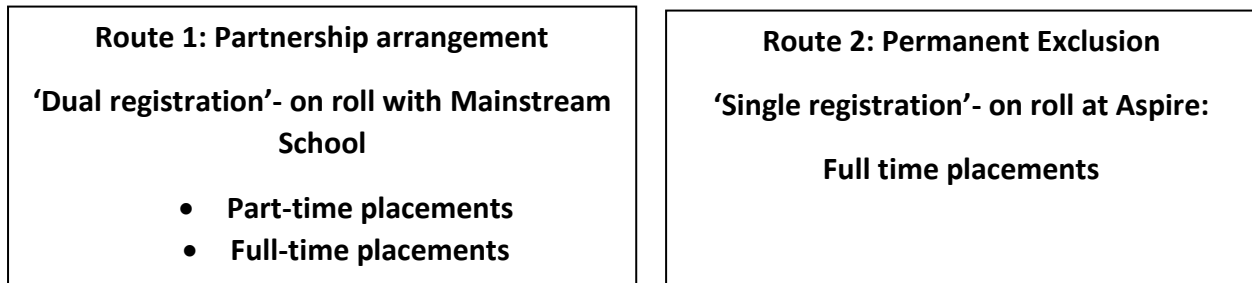 Route 1: Partnership arrangement
‘Dual registration’- on roll with Mainstream
School
• Part-time placements
• Full-time placements
Route 2: Permanent Exclusion
‘Single registration’- on roll at Aspire:
Full time placements